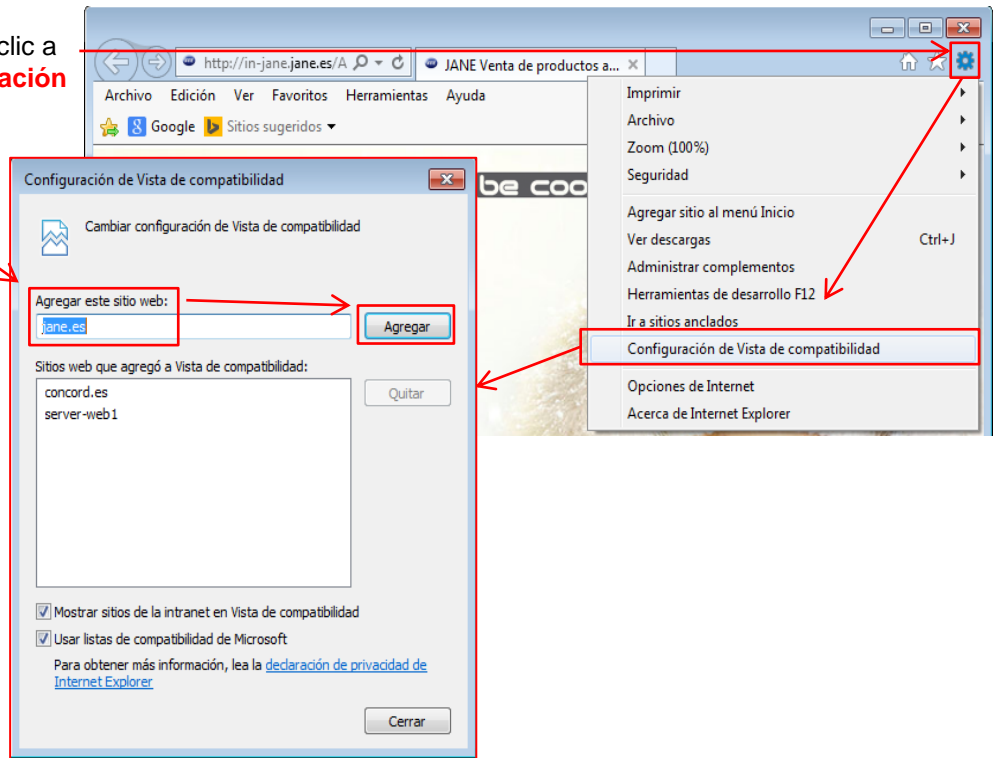 clic a
ación
http://in-jane.jane.es/A
JANE Venta de productos a...
Archivo Edición Ver Favoritos Herramientas Ayuda
Google Sitios sugeridos
be coo
Imprimir
Archivo
Zoom (100%)
Seguridad
Agregar sitio al menú Inicio
Ver descargas Ctrl+J
Administrar complementos
Herramientas de desarrollo F12
Ir a sitios anclados
Configuración de Vista de compatibilidad
Opciones de Internet
Acerca de Internet Explorer
Configuración de Vista de compatibilidad
Cambiar configuración de Vista de compatibilidad
Agregar este sitio web:
jane.es
Agregar
Sitios web que agregó a Vista de compatibilidad:
concord.es
server-web1
Quitar
Mostrar sitios de la intranet en Vista de compatibilidad
Usar listas de compatibilidad de Microsoft
Para obtener más información, lea la declaración de privacidad de
Internet Explorer
Cerrar